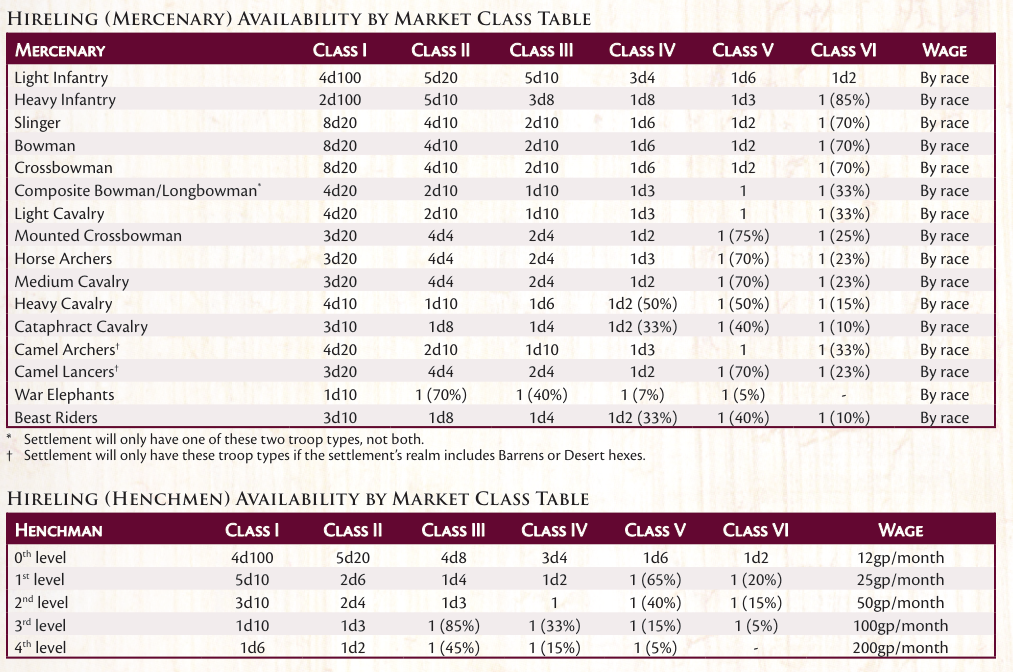 Hireling (Mercenary) Availability by Market Class Table
Mercenary Class I Class II Class III Class IV Class V Class VI Wage
Light Infantry 4d100 5d20 5d10 3d4 1d6 1d2 By race
Heavy Infantry 2d100 5d10 3d8 1d8 1d3 1 (85%) By race
Slinger 8d20 4d10 2d10 1d6 1d2 1 (70%) By race
Bowman 8d20 4d10 2d10 1d6 1d2 1 (70%) By race
Crossbowman 8d20 4d10 2d10 1d6 1d2 1 (70%) By race
Composite Bowman/Longbowman* 4d20 2d10 1d10 1d3 1 1 (33%) By race
Light Cavalry 4d20 2d10 1d10 1d3 1 1 (33%) By race
Mounted Crossbowman 3d20 4d4 2d4 1d2 1 (75%) 1 (25%) By race
Horse Archers 3d20 4d4 2d4 1d3 1 (70%) 1 (23%) By race
Medium Cavalry 3d20 4d4 2d4 1d2 1 (70%) 1 (23%) By race
Heavy Cavalry 4d10 1d10 1d6 1d2 (50%) 1 (50%) 1 (15%) By race
Cataphract Cavalry 3d10 1d8 1d4 1d2 (33%) 1 (40%) 1 (10%) By race
Camel Archers† 4d20 2d10 1d10 1d3 1 1 (33%) By race
Camel Lancers† 3d20 4d4 2d4 1d2 1 (70%) 1 (23%) By race
War Elephants 1d10 1 (70%) 1 (40%) 1 (7%) 1 (5%) - By race
Beast Riders 3d10 1d8 1d4 1d2 (33%) 1 (40%) 1 (10%) By race
* Settlement will only have one of these two troop types, not both.
† Settlement will only have these troop types if the settlement's realm includes Barrens or Desert hexes.
Hireling (Henchmen) Availability by Market Class Table
Henchman Class I Class II Class III Class IV Class V Class VI Wage
0th level 4d100 5d20 4d8 3d4 1d6 1d2 12gp/month
1st level 5d10 2d6 1d4 1d2 1 (65%) 1 (20%) 25gp/month
2nd level 3d10 2d4 1d3 1 1 (40%) 1 (15%) 50gp/month
3rd level 1d10 1d3 1 (85%) 1 (33%) 1 (15%) 1 (5%) 100gp/month
4th level 1d6 1d2 1 (45%) 1 (15%) 1 (5%) - 200gp/month